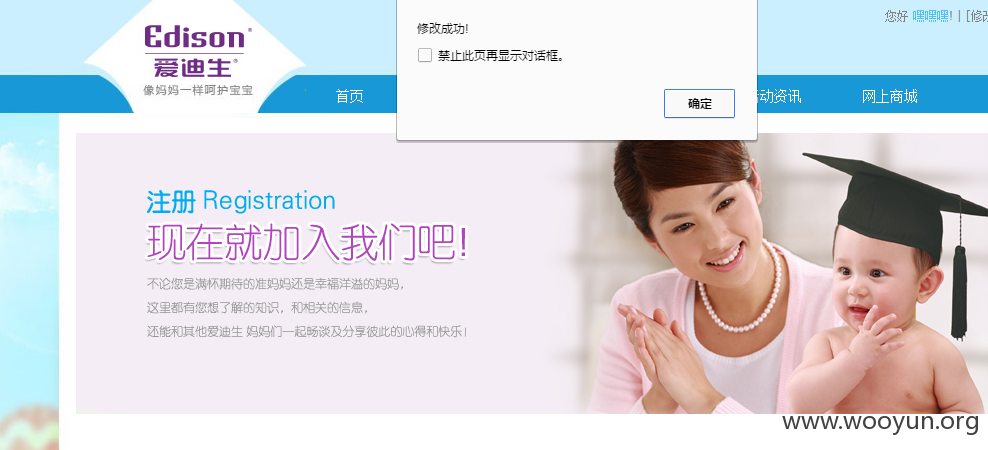 修改成功!
禁止此页再显示对话框。
确定
您好 嘿嘿嘿! | [修改
Edison®
爱迪生®
像妈妈一样呵护宝宝
首页
动资讯
网上商城
注册 Registration
现在就加入我们吧!
不论您是满怀期待的准妈妈还是幸福洋溢的妈妈，
这里都有您想了解的知识，和相关的信息，
还能和其他爱迪生 妈妈们一起畅谈及分享彼此的心得和快乐!
www.wooyun.org